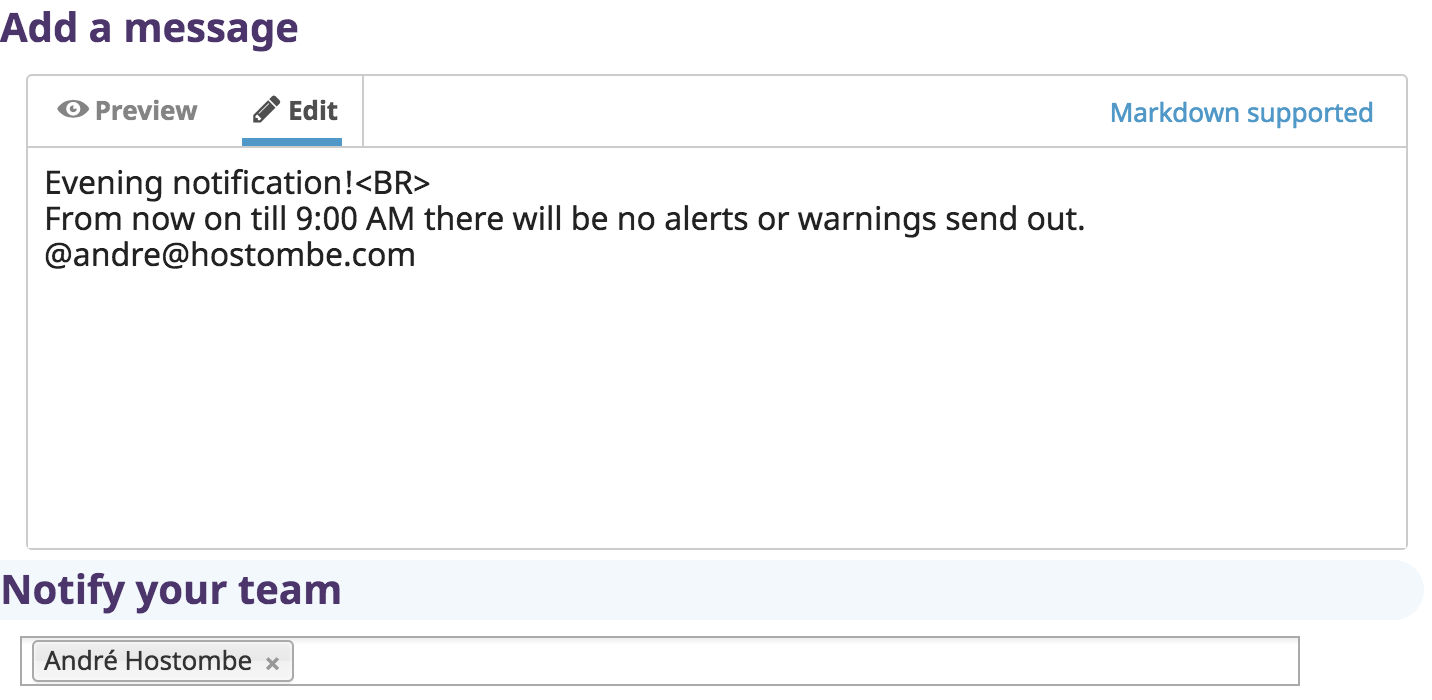 Add a message
Preview Edit Markdown supported
Evening notification!<BR>
From now on till 9:00 AM there will be no alerts or warnings send out.
@andre@hostombe.com
Notify your team
André Hostombe ×